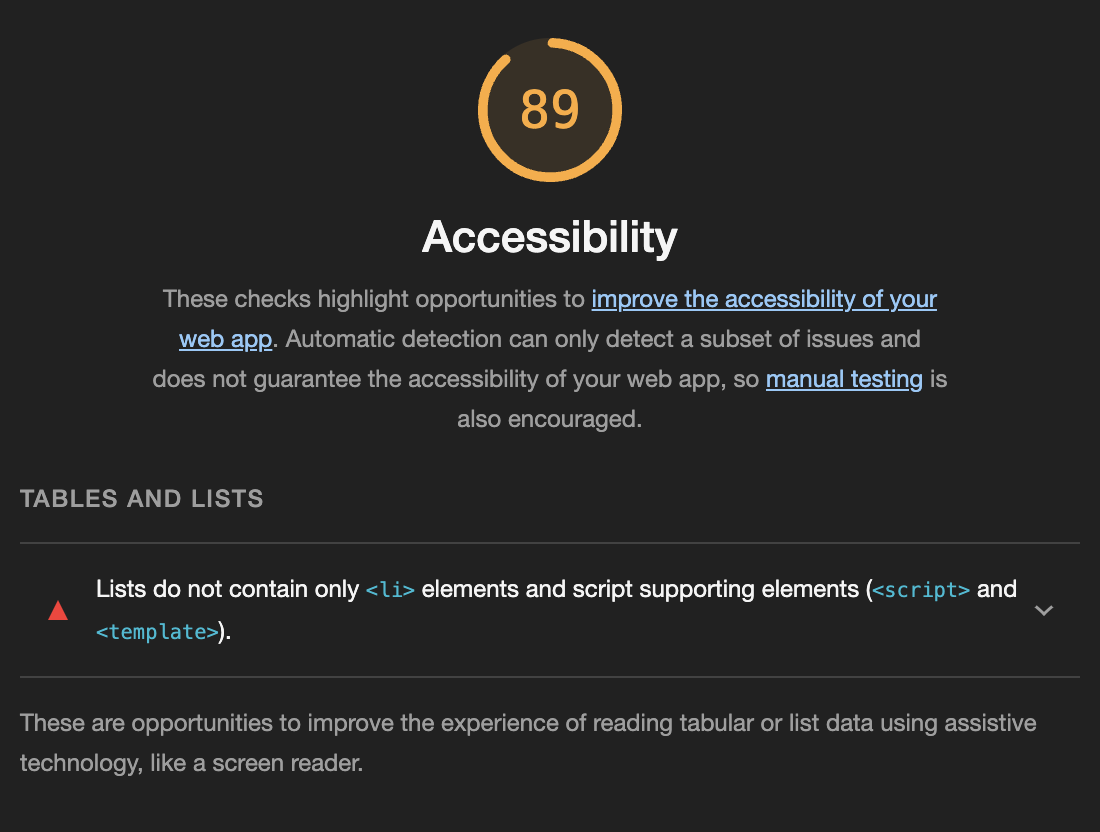 89
Accessibility
These checks highlight opportunities to improve the accessibility of your
web app. Automatic detection can only detect a subset of issues and
does not guarantee the accessibility of your web app, so manual testing is
also encouraged.
TABLES AND LISTS
Lists do not contain only <li> elements and script supporting elements (<script> and
<template>).
These are opportunities to improve the experience of reading tabular or list data using assistive
technology, like a screen reader.